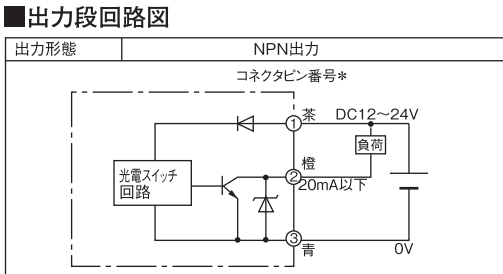 ■出力段回路図
出力形態
NPN出力
コネクタピン番号*
① 茶 DC12～24V
負荷
橙
② 20mA以下
光電スイッチ
回路
③ 青 0V